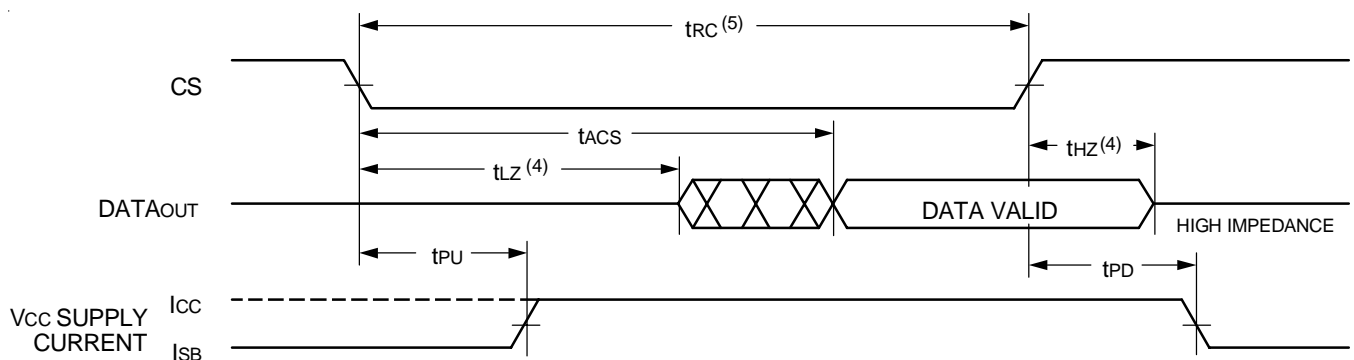 tRC (5)
CS
tACS
tHZ (4)
tLZ (4)
DATAOUT
DATA VALID
HIGH IMPEDANCE
tPU
tPD
ICC
VCC SUPPLY
CURRENT
ISB